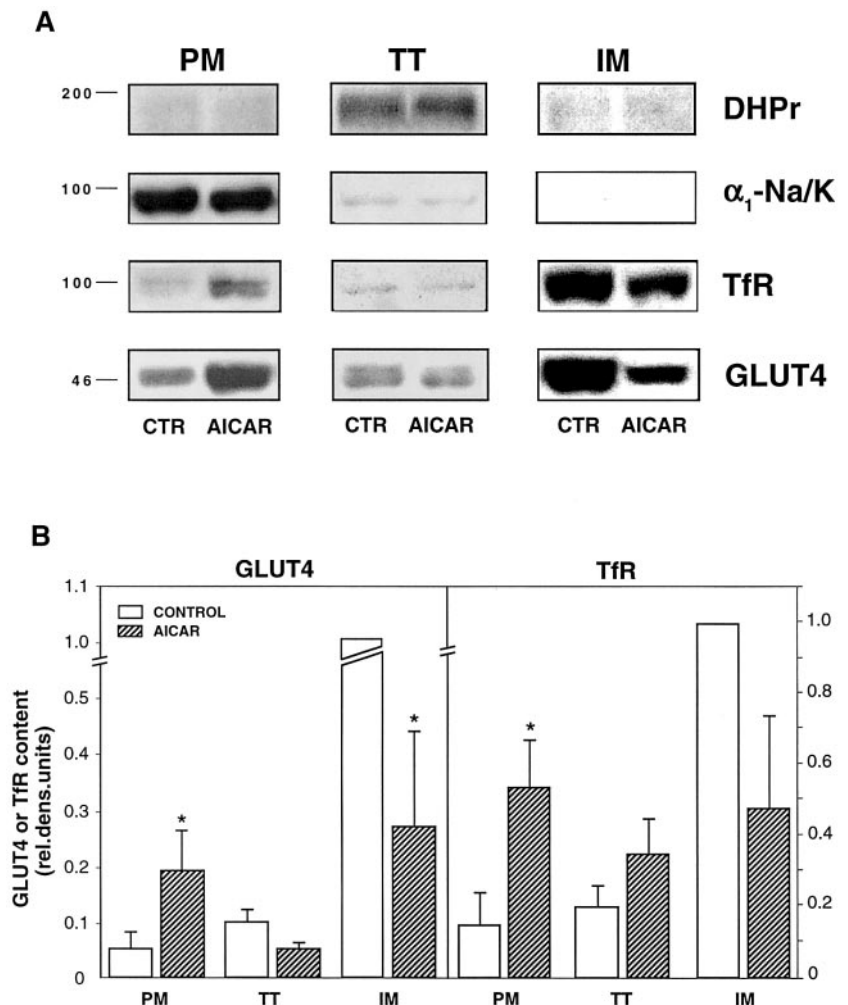 A
PM TT IM
200 DHPr
100 α₁-Na/K
100 TfR
46 GLUT4
CTR AICAR CTR AICAR CTR AICAR
B
GLUT4 TfR
1.1
CONTROL
AICAR
1.0 1.0
0.5 0.8
0.4 0.6
0.3 0.4
0.2 0.2
0.1
0 0
GLUT4 or TfR content
(rel.dens.units)
* * *
PM TT IM PM TT IM